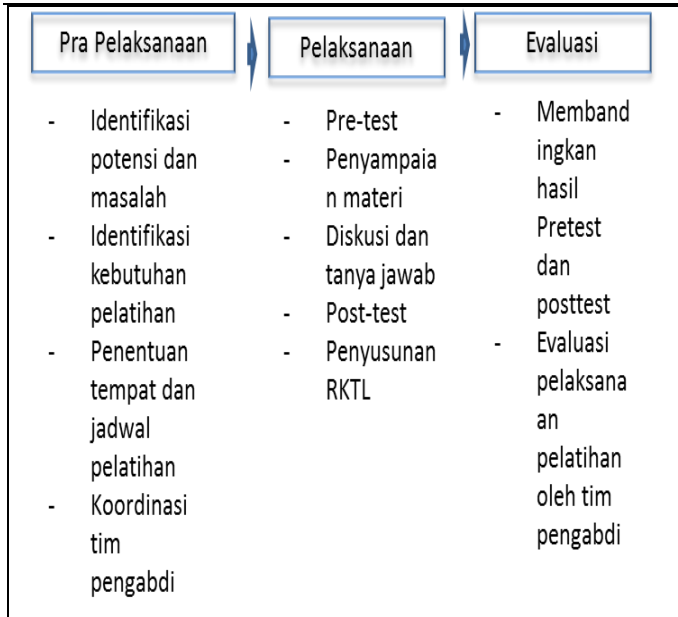 Pra Pelaksanaan
- Identifikasi
potensi dan
masalah
- Identifikasi
kebutuhan
pelatihan
- Penentuan
tempat dan
jadwal
pelatihan
- Koordinasi
tim
pengabdi
Pelaksanaan
- Pre-test
- Penyampaia
n materi
- Diskusi dan
tanya jawab
- Post-test
- Penyusunan
RKTL
Evaluasi
- Memband
ingkan
hasil
Pretest
dan
posttest
- Evaluasi
pelaksana
an
pelatihan
oleh tim
pengabdi